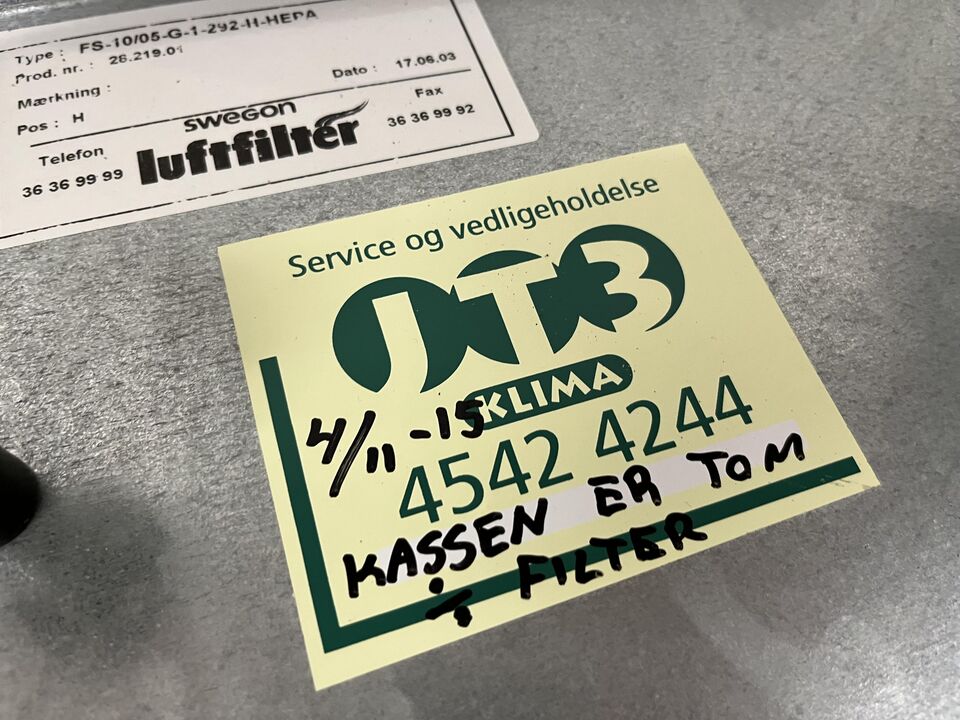 Type : FS-10/05-G-1-292-H-HEPA
Prod. nr. : 28.219.01
Mærkning :
Dato : 17.06.03
Pos : H
Telefon
36 36 99 99
swegon
luftfilter
Fax
36 36 99 92
Service og vedligeholdelse
JT3
KLIMA
4/11-15
4542 4244
KASSEN ER TOM
÷ FILTER